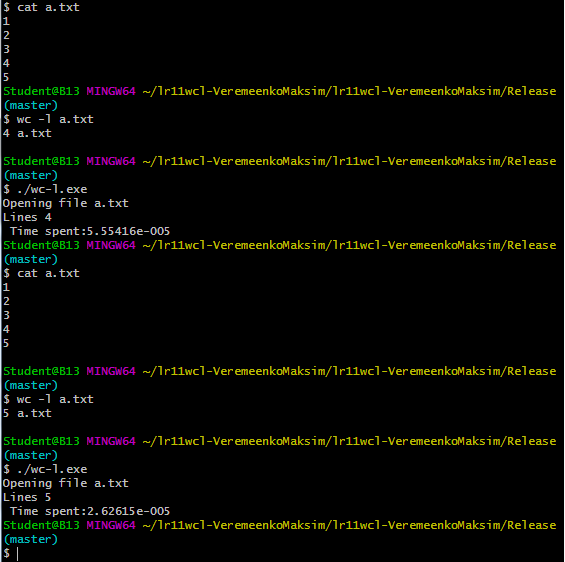 $ cat a.txt
1
2
3
4
5
Student@B13 MINGW64 ~/lr11wcl-VeremeenkoMaksim/lr11wcl-VeremeenkoMaksim/Release
(master)
$ wc -l a.txt
4 a.txt
Student@B13 MINGW64 ~/lr11wcl-VeremeenkoMaksim/lr11wcl-VeremeenkoMaksim/Release
(master)
$ ./wc-l.exe
Opening file a.txt
Lines 4
 Time spent:5.55416e-005
Student@B13 MINGW64 ~/lr11wcl-VeremeenkoMaksim/lr11wcl-VeremeenkoMaksim/Release
(master)
$ cat a.txt
1
2
3
4
5
Student@B13 MINGW64 ~/lr11wcl-VeremeenkoMaksim/lr11wcl-VeremeenkoMaksim/Release
(master)
$ wc -l a.txt
5 a.txt
Student@B13 MINGW64 ~/lr11wcl-VeremeenkoMaksim/lr11wcl-VeremeenkoMaksim/Release
(master)
$ ./wc-l.exe
Opening file a.txt
Lines 5
 Time spent:2.62615e-005
Student@B13 MINGW64 ~/lr11wcl-VeremeenkoMaksim/lr11wcl-VeremeenkoMaksim/Release
(master)
$